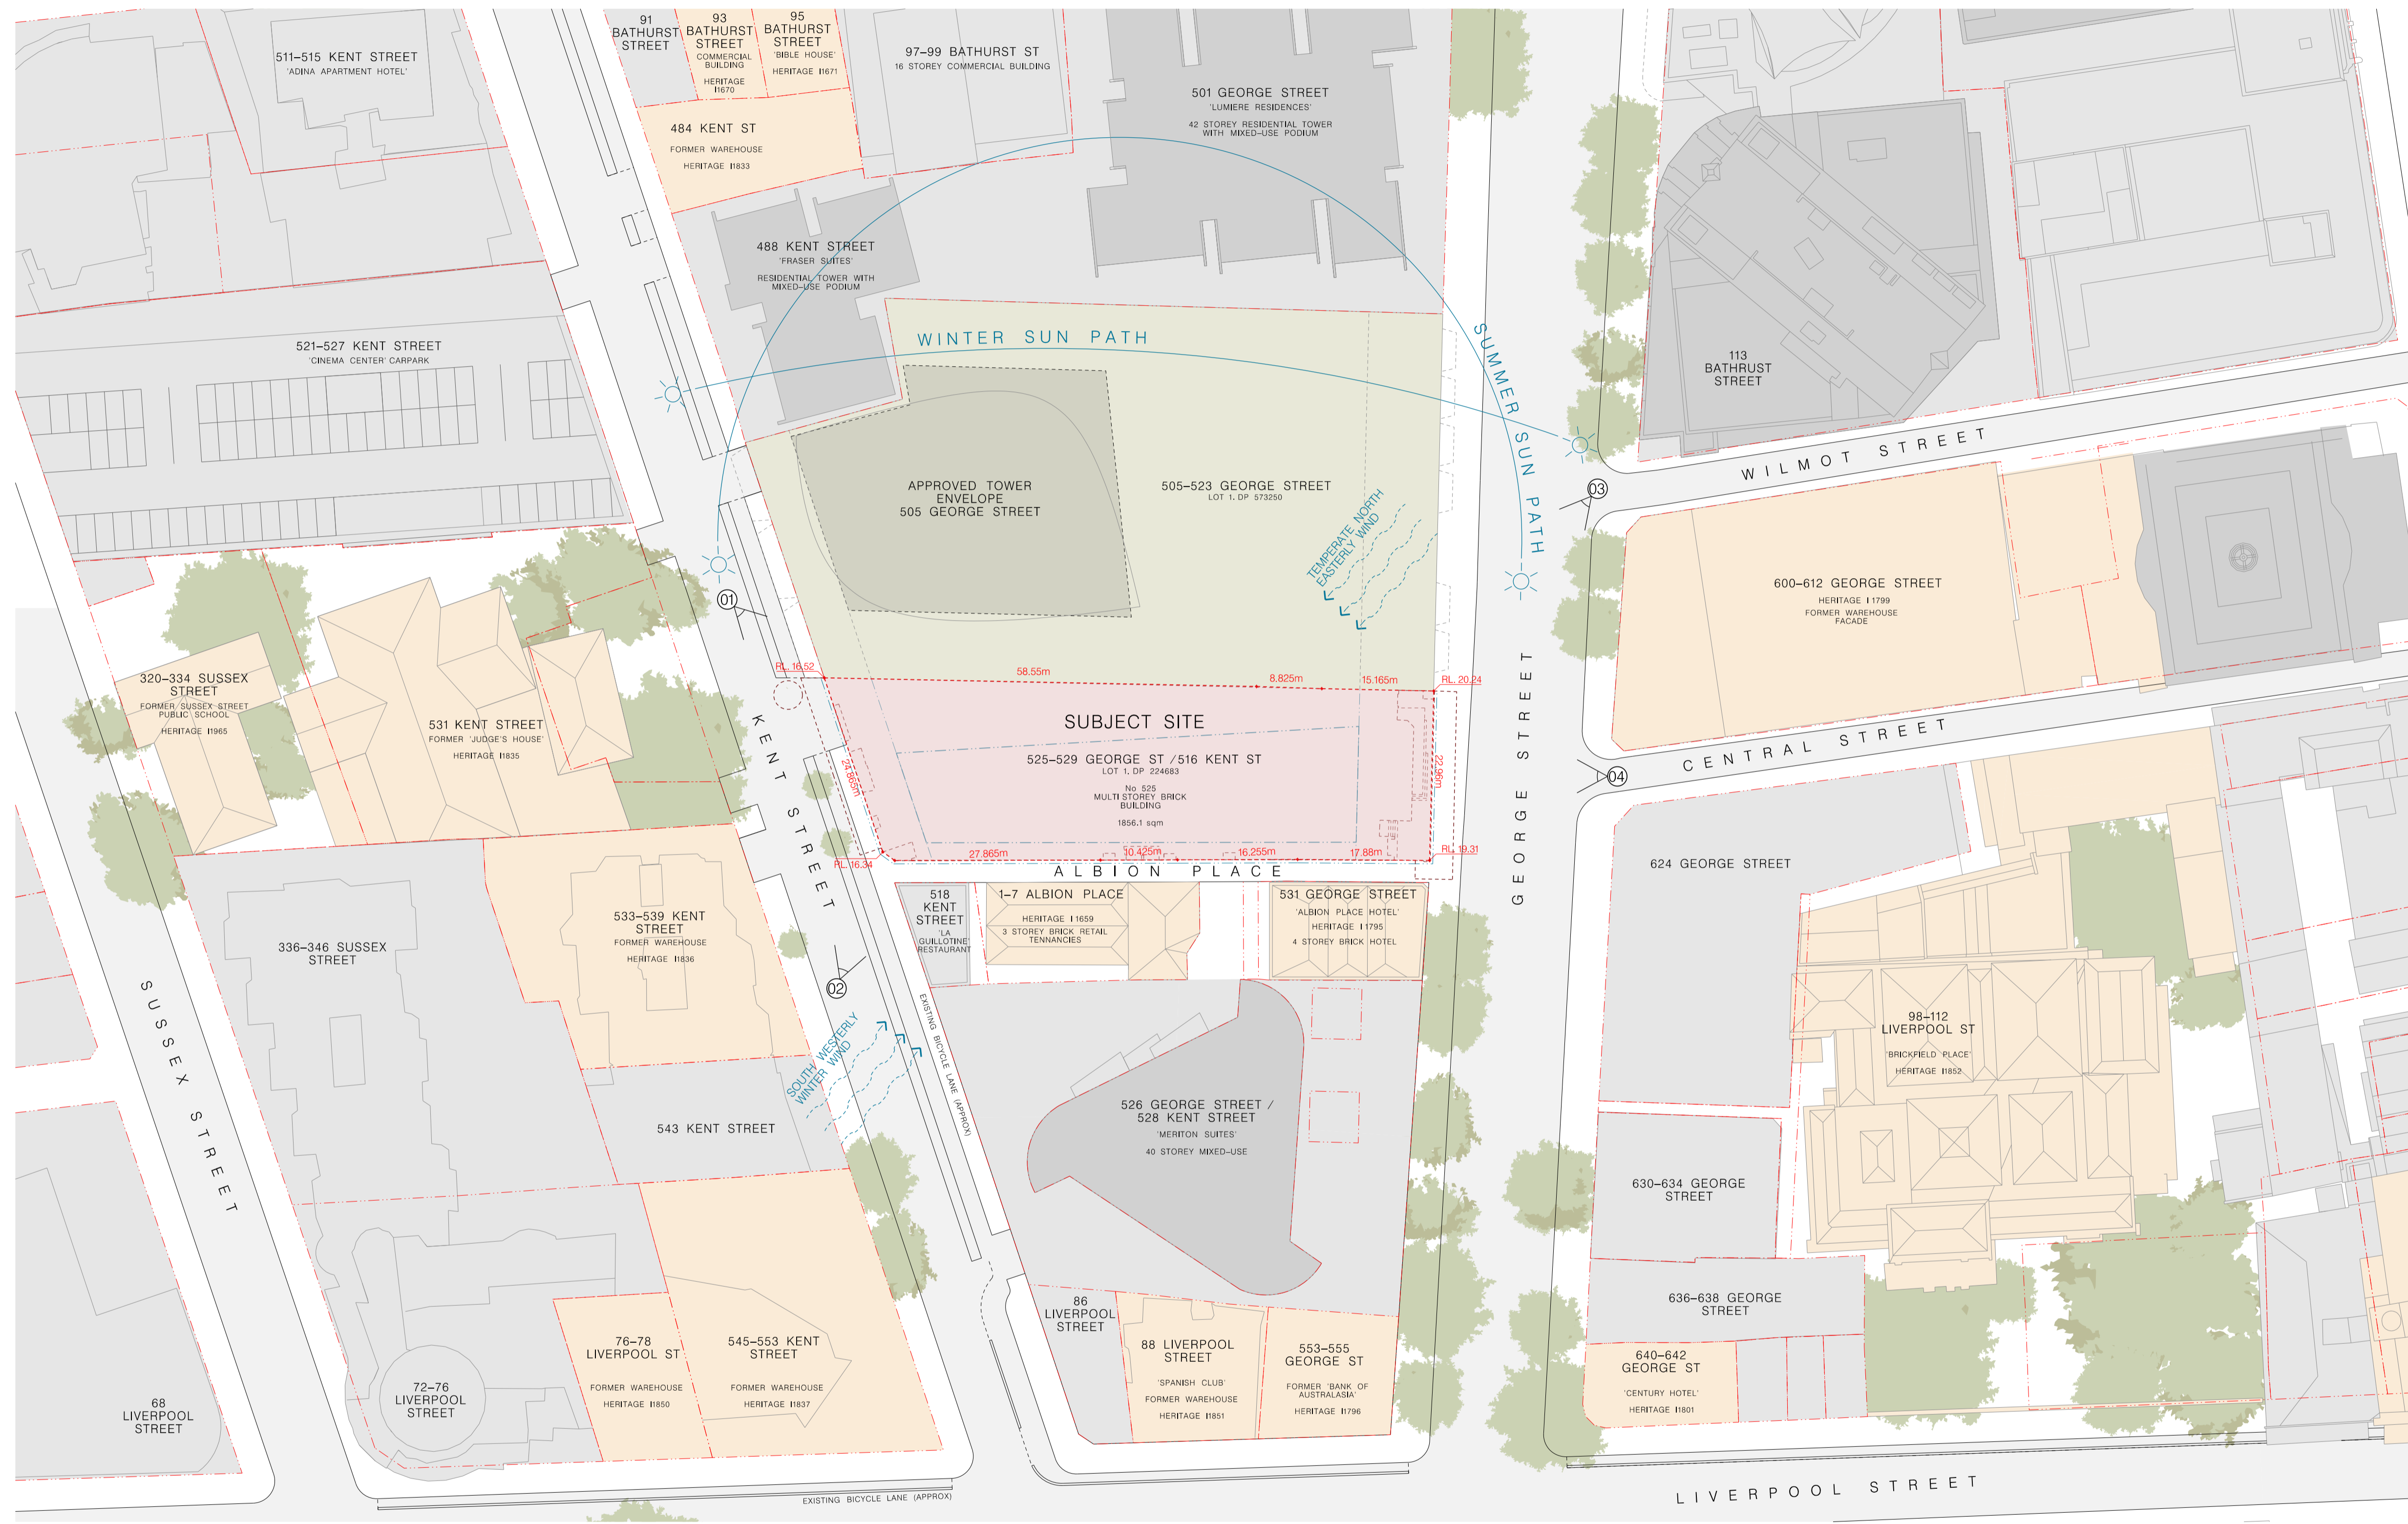 511–515 KENT STREET
'ADINA APARTMENT HOTEL'
91
BATHURST
STREET
93
BATHURST
STREET
COMMERCIAL
BUILDING
HERITAGE
I1670
95
BATHURST
STREET
'BIBLE HOUSE'
HERITAGE I1671
97–99 BATHURST ST
16 STOREY COMMERCIAL BUILDING
501 GEORGE STREET
'LUMIERE RESIDENCES'
42 STOREY RESIDENTIAL TOWER
WITH MIXED–USE PODIUM
484 KENT ST
FORMER WAREHOUSE
HERITAGE I1833
488 KENT STREET
'FRASER SUITES'
RESIDENTIAL TOWER WITH
MIXED–USE PODIUM
521–527 KENT STREET
'CINEMA CENTER' CARPARK
WINTER SUN PATH
SUMMER SUN PATH
113
BATHRUST
STREET
WILMOT STREET
APPROVED TOWER
ENVELOPE
505 GEORGE STREET
505–523 GEORGE STREET
LOT 1. DP 573250
TEMPERATE NORTH
EASTERLY WIND
03
01
600–612 GEORGE STREET
HERITAGE I1799
FORMER WAREHOUSE
FACADE
320–334 SUSSEX
STREET
FORMER SUSSEX STREET
PUBLIC SCHOOL
HERITAGE I1965
531 KENT STREET
FORMER 'JUDGE'S HOUSE'
HERITAGE I1835
RL. 16.52
58.55m
8.825m
15.165m
RL. 20.24
SUBJECT SITE
525–529 GEORGE ST /516 KENT ST
LOT 1. DP 224683
No 525
MULTI STOREY BRICK
BUILDING
1856.1 sqm
24.865m
22.96m
KENT STREET
GEORGE STREET
CENTRAL STREET
04
RL. 16.34
27.865m
10.425m
16.255m
17.88m
RL. 19.31
ALBION PLACE
624 GEORGE STREET
518
KENT
STREET
'LA
GUILLOTINE'
RESTAURANT
1–7 ALBION PLACE
HERITAGE I1659
3 STOREY BRICK RETAIL
TENNANCIES
531 GEORGE STREET
'ALBION PLACE HOTEL'
HERITAGE I1795
4 STOREY BRICK HOTEL
336–346 SUSSEX
STREET
533–539 KENT
STREET
FORMER WAREHOUSE
HERITAGE I1836
02
SOUTH WESTERLY
WINTER WIND
EXISTING BICYCLE LANE (APPROX)
SUSSEX STREET
98–112
LIVERPOOL ST
'BRICKFIELD PLACE'
HERITAGE I1852
543 KENT STREET
526 GEORGE STREET /
528 KENT STREET
'MERITON SUITES'
40 STOREY MIXED–USE
630–634 GEORGE
STREET
636–638 GEORGE
STREET
86
LIVERPOOL
STREET
88 LIVERPOOL
STREET
'SPANISH CLUB'
FORMER WAREHOUSE
HERITAGE I1851
553–555
GEORGE ST
FORMER 'BANK OF
AUSTRALASIA'
HERITAGE I1796
640–642
GEORGE ST
'CENTURY HOTEL'
HERITAGE I1801
76–78
LIVERPOOL ST
FORMER WAREHOUSE
HERITAGE I1850
545–553 KENT
STREET
FORMER WAREHOUSE
HERITAGE I1837
72–76
LIVERPOOL
STREET
68
LIVERPOOL
STREET
EXISTING BICYCLE LANE (APPROX)
LIVERPOOL STREET